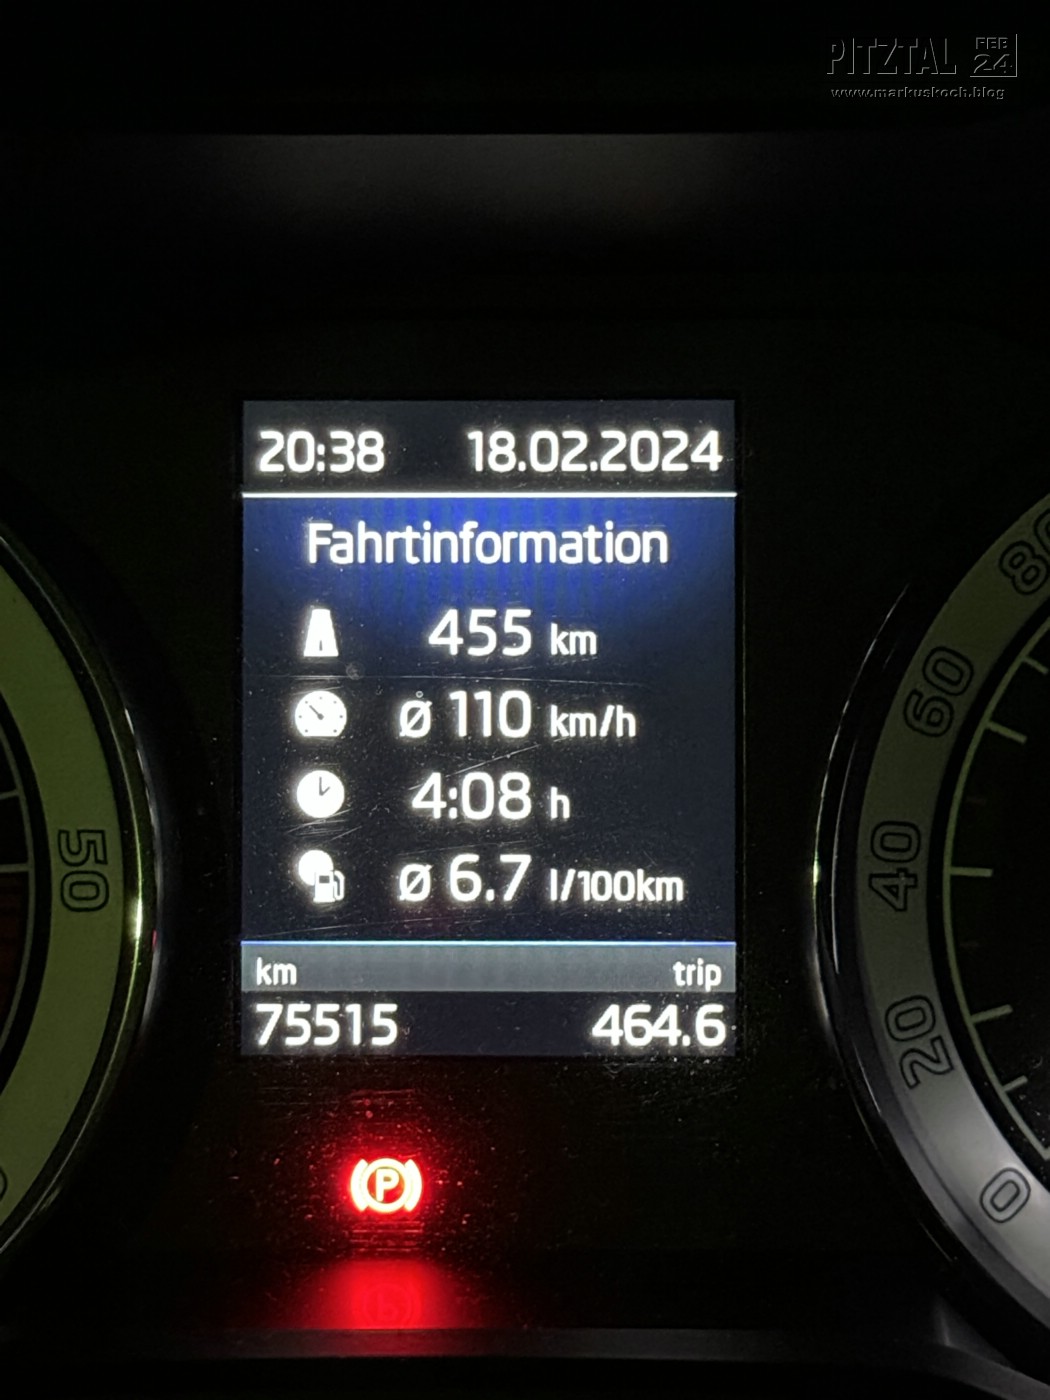 PITZTAL FEB 24
www.markuskoch.blog
20:38 18.02.2024
Fahrtinformation
455 km
ø 110 km/h
4:08 h
ø 6.7 l/100km
km trip
75515 464.6
P
50
80
60
40
20
0